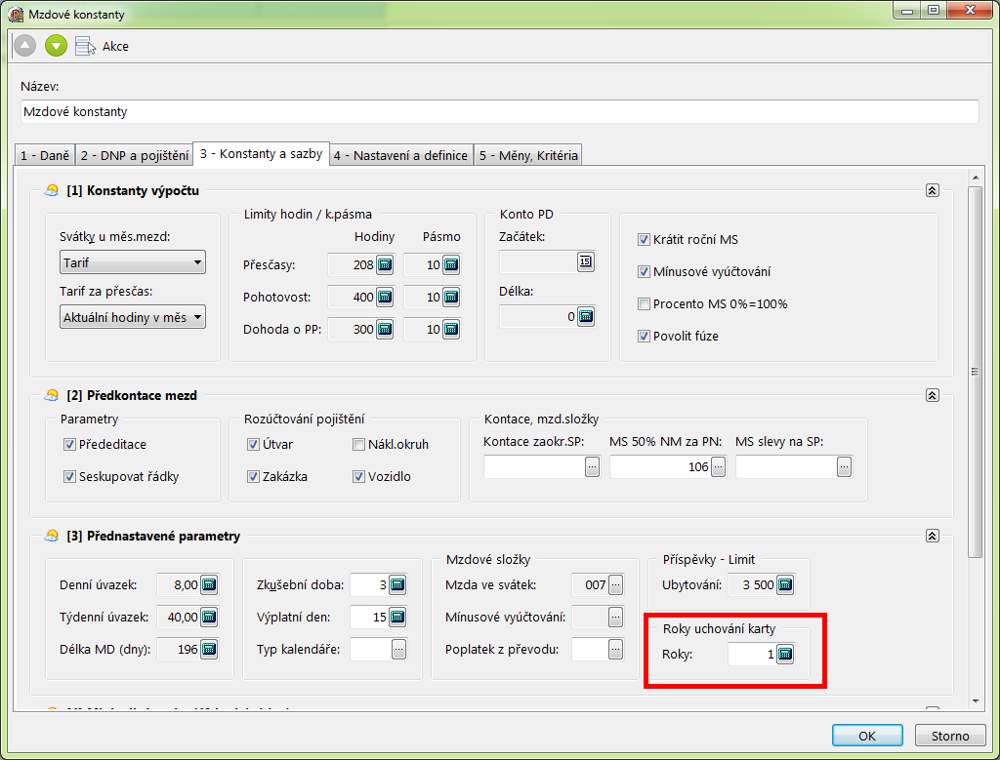 Mzdové konstanty
Akce
Název:
Mzdové konstanty
1 - Daně 2 - DNP a pojištění 3 - Konstanty a sazby 4 - Nastavení a definice 5 - Měny, Kritéria
[1] Konstanty výpočtu
Svátky u měs.mezd:
Tarif
Tarif za přesčas:
Aktuální hodiny v měs
Limity hodin / k.pásma
Hodiny Pásmo
Přesčasy: 208 10
Pohotovost: 400 10
Dohoda o PP: 300 10
Konto PD
Začátek:
15
Délka:
0
Krátit roční MS
Mínusové vyúčtování
Procento MS 0%=100%
Povolit fúze
[2] Předkontace mezd
Parametry
Přededitace
Seskupovat řádky
Rozúčtování pojištění
Útvar Nákl.okruh
Zakázka Vozidlo
Kontace, mzd.složky
Kontace zaokr.SP: MS 50% NM za PN: MS slevy na SP:
... 106 ... ...
[3] Přednastavené parametry
Denní úvazek: 8,00
Týdenní úvazek: 40,00
Délka MD (dny): 196
Zkušební doba: 3
Výplatní den: 15
Typ kalendáře: ...
Mzdové složky
Mzda ve svátek: 007 ...
Mínusové vyúčtování: ...
Poplatek z převodu: ...
Příspěvky - Limit
Ubytování: 3 500
Roky uchování karty
Roky: 1
OK Storno